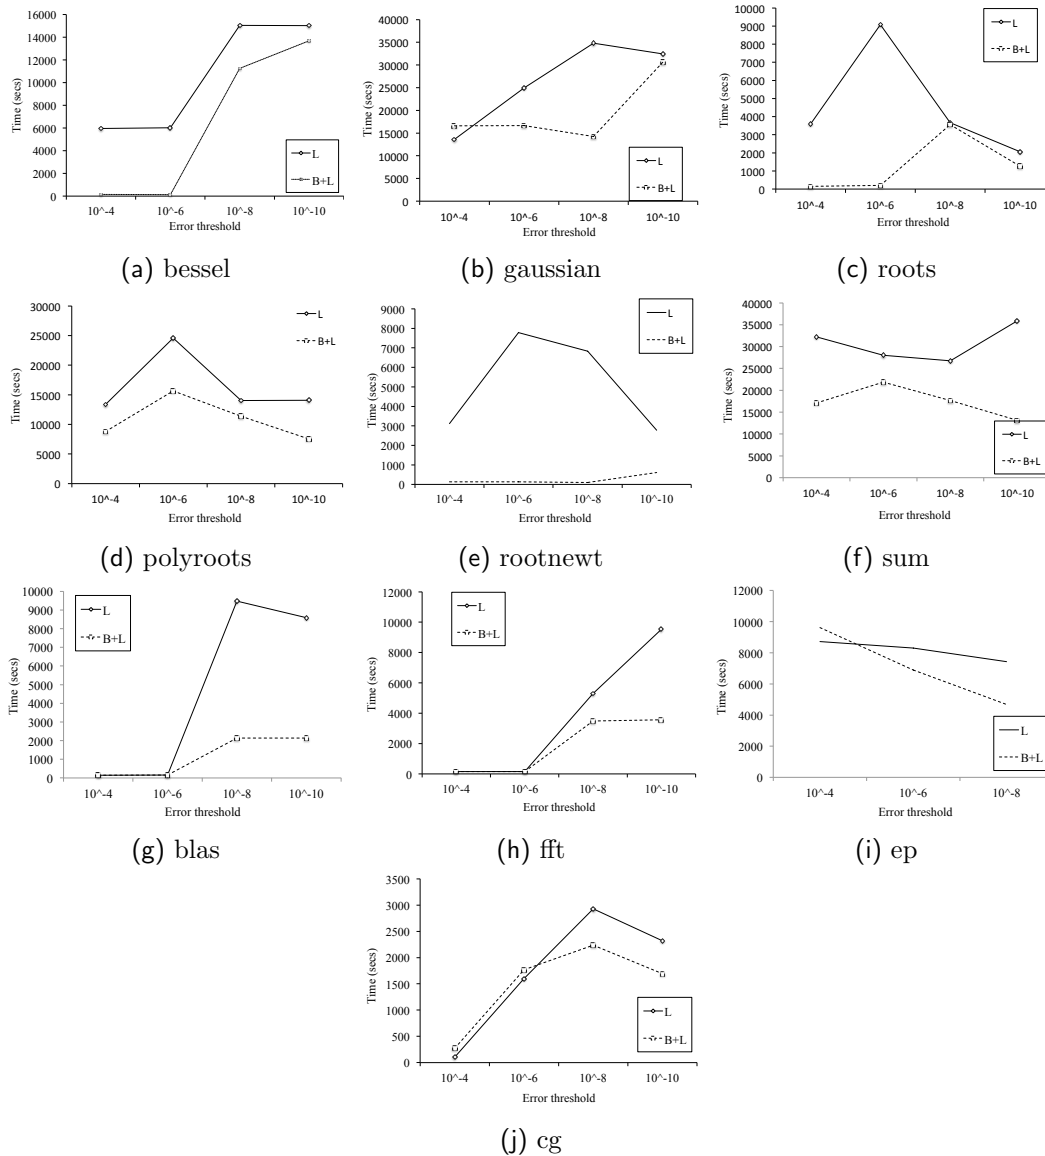 16000
14000
12000
10000
8000
6000
4000
2000
0
Time (secs)
10^-4 10^-6 10^-8 10^-10
Error threshold
L
B+L
(a) bessel
40000
35000
30000
25000
20000
15000
10000
5000
0
Time (secs)
10^-4 10^-6 10^-8 10^-10
Error threshold
L
B+L
(b) gaussian
10000
9000
8000
7000
6000
5000
4000
3000
2000
1000
0
Time (secs)
10^-4 10^-6 10^-8 10^-10
Error threshold
L
B+L
(c) roots
30000
25000
20000
15000
10000
5000
0
Time (secs)
10^-4 10^-6 10^-8 10^-10
Error threshold
L
B+L
(d) polyroots
9000
8000
7000
6000
5000
4000
3000
2000
1000
0
Time (secs)
10^-4 10^-6 10^-8 10^-10
Error threshold
L
B+L
(e) rootnewt
40000
35000
30000
25000
20000
15000
10000
5000
0
Time (secs)
10^-4 10^-6 10^-8 10^-10
Error threshold
L
B+L
(f) sum
10000
9000
8000
7000
6000
5000
4000
3000
2000
1000
0
Time (secs)
10^-4 10^-6 10^-8 10^-10
Error threshold
L
B+L
(g) blas
12000
10000
8000
6000
4000
2000
0
Time (secs)
10^-4 10^-6 10^-8 10^-10
Error threshold
L
B+L
(h) fft
12000
10000
8000
6000
4000
2000
0
Time (secs)
10^-4 10^-6 10^-8
Error threshold
L
B+L
(i) ep
3500
3000
2500
2000
1500
1000
500
0
Time (secs)
10^-4 10^-6 10^-8 10^-10
Error threshold
L
B+L
(j) cg